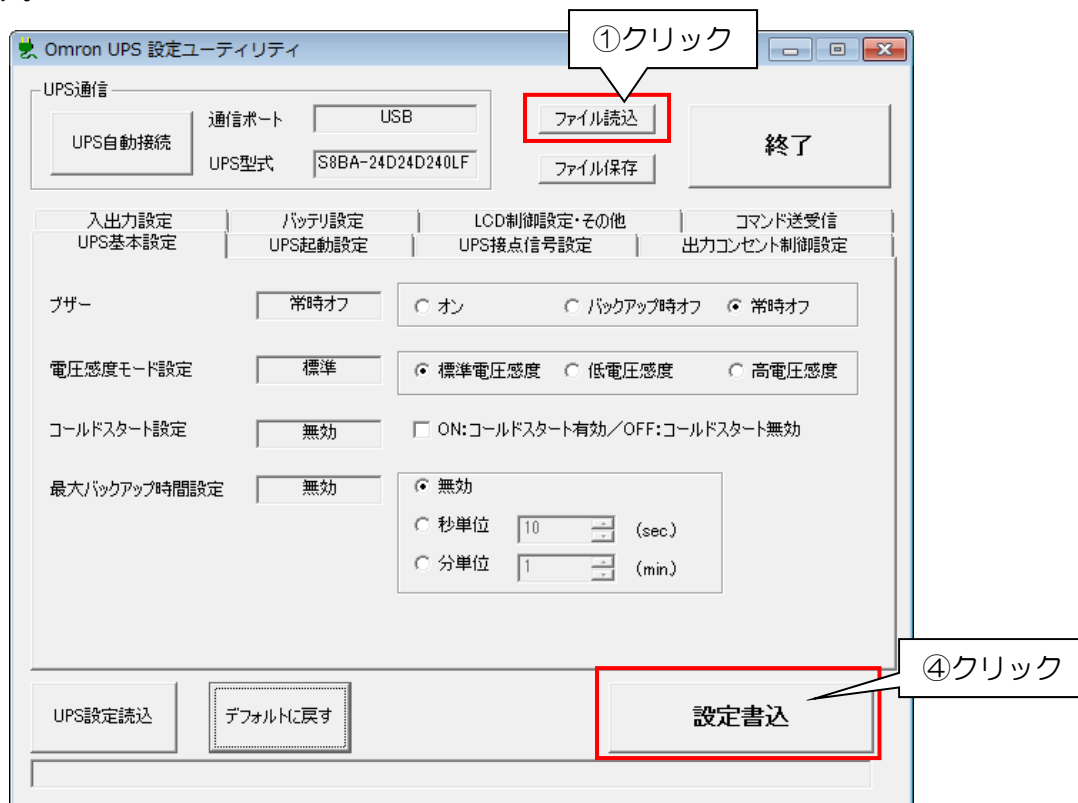 ①クリック
Omron UPS 設定ユーティリティ
UPS通信
UPS自動接続
通信ポート
USB
UPS型式
S8BA-24D24D240LF
ファイル読込
ファイル保存
終了
入出力設定 バッテリ設定 LCD制御設定・その他 コマンド送受信
UPS基本設定 UPS起動設定 UPS接点信号設定 出力コンセント制御設定
ブザー 常時オフ オン バックアップ時オフ 常時オフ
電圧感度モード設定 標準 標準電圧感度 低電圧感度 高電圧感度
コールドスタート設定 無効 ON:コールドスタート有効/OFF:コールドスタート無効
最大バックアップ時間設定 無効 無効
秒単位 10 (sec.)
分単位 1 (min.)
④クリック
UPS設定読込 デフォルトに戻す 設定書込